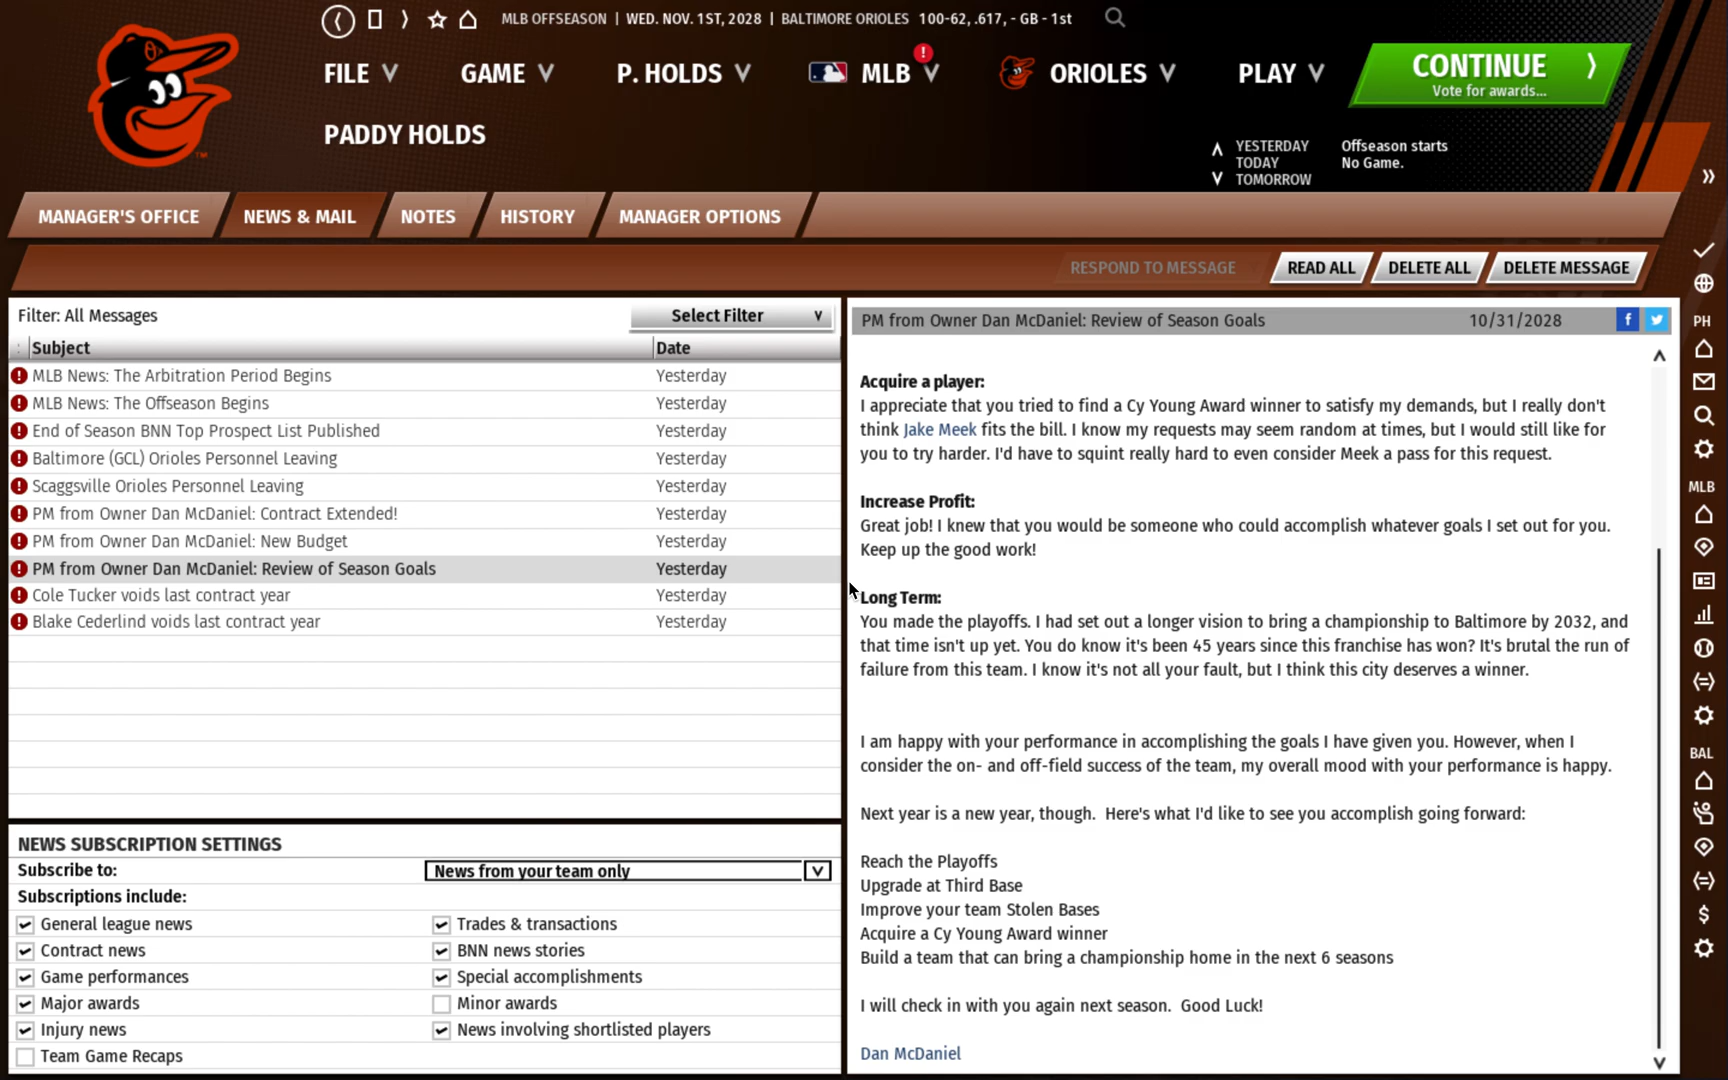 MLB OFFSEASON | WED. NOV. 1ST, 2028 | BALTIMORE ORIOLES 100-62, .617, - GB - 1st
FILE GAME P. HOLDS MLB ! ORIOLES PLAY
CONTINUE
Vote for awards...
PADDY HOLDS
YESTERDAY
TODAY
TOMORROW
Offseason starts
No Game.
MANAGER'S OFFICE NEWS & MAIL NOTES HISTORY MANAGER OPTIONS
RESPOND TO MESSAGE READ ALL DELETE ALL DELETE MESSAGE
Filter: All Messages Select Filter
Subject Date
MLB News: The Arbitration Period Begins Yesterday
MLB News: The Offseason Begins Yesterday
End of Season BNN Top Prospect List Published Yesterday
Baltimore (GCL) Orioles Personnel Leaving Yesterday
Scaggsville Orioles Personnel Leaving Yesterday
PM from Owner Dan McDaniel: Contract Extended! Yesterday
PM from Owner Dan McDaniel: New Budget Yesterday
PM from Owner Dan McDaniel: Review of Season Goals Yesterday
Cole Tucker voids last contract year Yesterday
Blake Cederlind voids last contract year Yesterday
NEWS SUBSCRIPTION SETTINGS
Subscribe to: News from your team only
Subscriptions include:
General league news Trades & transactions
Contract news BNN news stories
Game performances Special accomplishments
Major awards Minor awards
Injury news News involving shortlisted players
Team Game Recaps
PM from Owner Dan McDaniel: Review of Season Goals 10/31/2028
Acquire a player:
I appreciate that you tried to find a Cy Young Award winner to satisfy my demands, but I really don't
think Jake Meek fits the bill. I know my requests may seem random at times, but I would still like for
you to try harder. I'd have to squint really hard to even consider Meek a pass for this request.
Increase Profit:
Great job! I knew that you would be someone who could accomplish whatever goals I set out for you.
Keep up the good work!
Long Term:
You made the playoffs. I had set out a longer vision to bring a championship to Baltimore by 2032, and
that time isn't up yet. You do know it's been 45 years since this franchise has won? It's brutal the run of
failure from this team. I know it's not all your fault, but I think this city deserves a winner.
I am happy with your performance in accomplishing the goals I have given you. However, when I
consider the on- and off-field success of the team, my overall mood with your performance is happy.
Next year is a new year, though. Here's what I'd like to see you accomplish going forward:
Reach the Playoffs
Upgrade at Third Base
Improve your team Stolen Bases
Acquire a Cy Young Award winner
Build a team that can bring a championship home in the next 6 seasons
I will check in with you again next season. Good Luck!
Dan McDaniel
PH
MLB
BAL